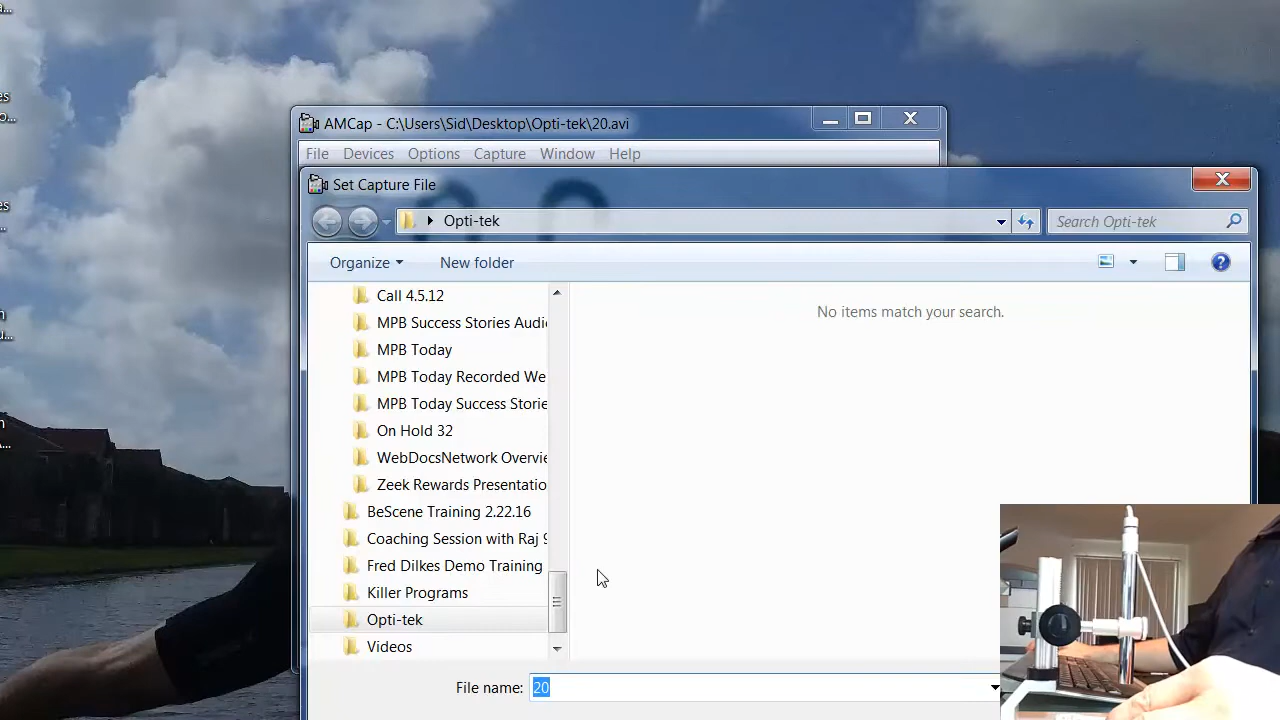 AMCap - C:\Users\Sid\Desktop\Opti-tek\20.avi
File Devices Options Capture Window Help
Set Capture File
Opti-tek
Search Opti-tek
Organize New folder
No items match your search.
Call 4.5.12
MPB Success Stories Audi
MPB Today
MPB Today Recorded We
MPB Today Success Storie
On Hold 32
WebDocsNetwork Overvie
Zeek Rewards Presentatio
BeScene Training 2.22.16
Coaching Session with Raj 9
Fred Dilkes Demo Training
Killer Programs
Opti-tek
Videos
File name: 20